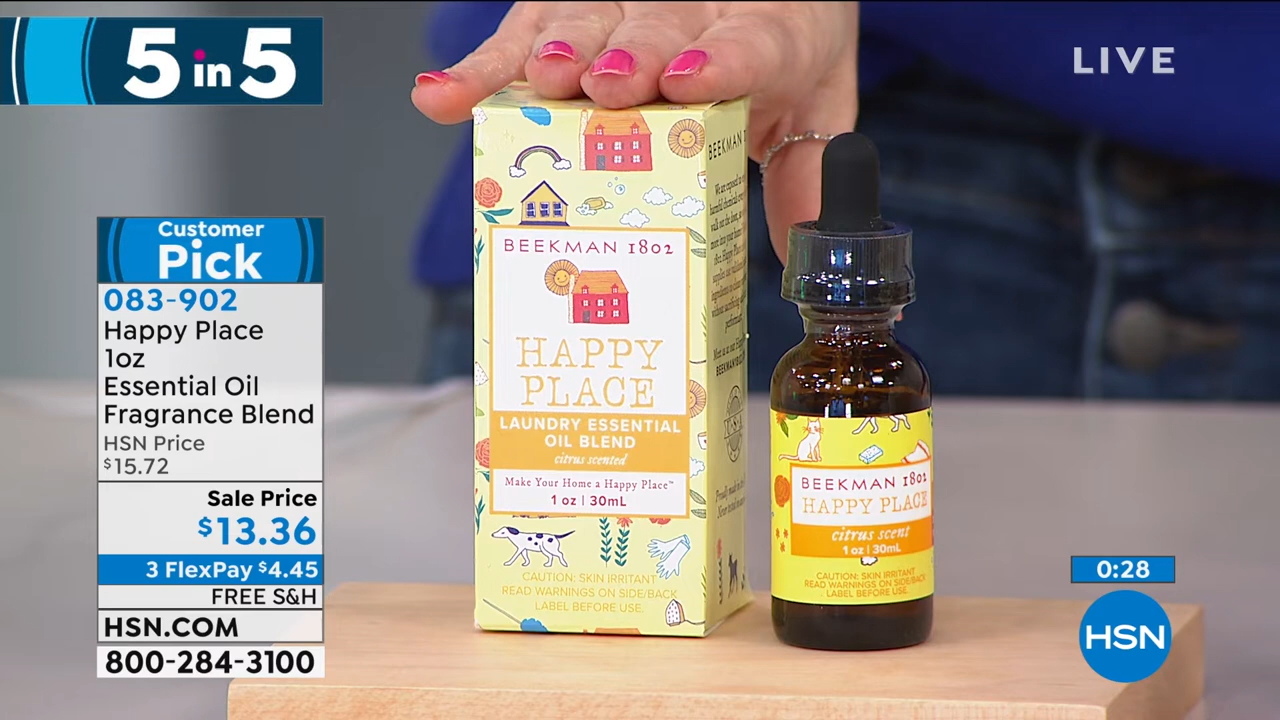 5 in 5
LIVE
Customer
Pick
083-902
Happy Place
1oz
Essential Oil
Fragrance Blend
HSN Price
$15.72
Sale Price
$13.36
3 FlexPay $4.45
FREE S&H
HSN.COM
800-284-3100
BEEKMAN 1802
HAPPY
PLACE
LAUNDRY ESSENTIAL
OIL BLEND
citrus scented
Make Your Home a Happy Place™
1 oz | 30mL
CAUTION: SKIN IRRITANT
READ WARNINGS ON SIDE/BACK
LABEL BEFORE USE.
BEEKMAN
BEEKMAN 1802
HAPPY PLACE
citrus scent
1 oz | 30mL
CAUTION: SKIN IRRITANT
READ WARNINGS ON SIDE/BACK
LABEL BEFORE USE.
0:28
HSN